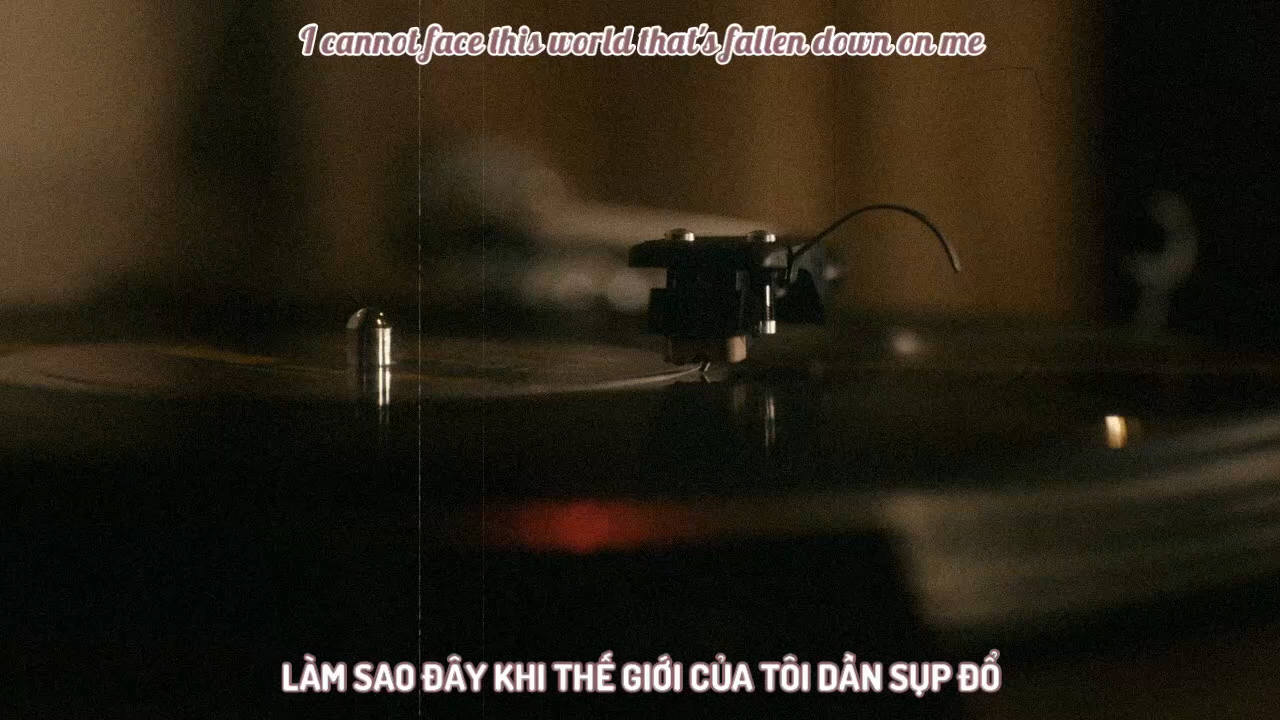 I cannot face this world that's fallen down on me
LÀM SAO ĐÂY KHI THẾ GIỚI CỦA TÔI DẦN SỤP ĐỔ